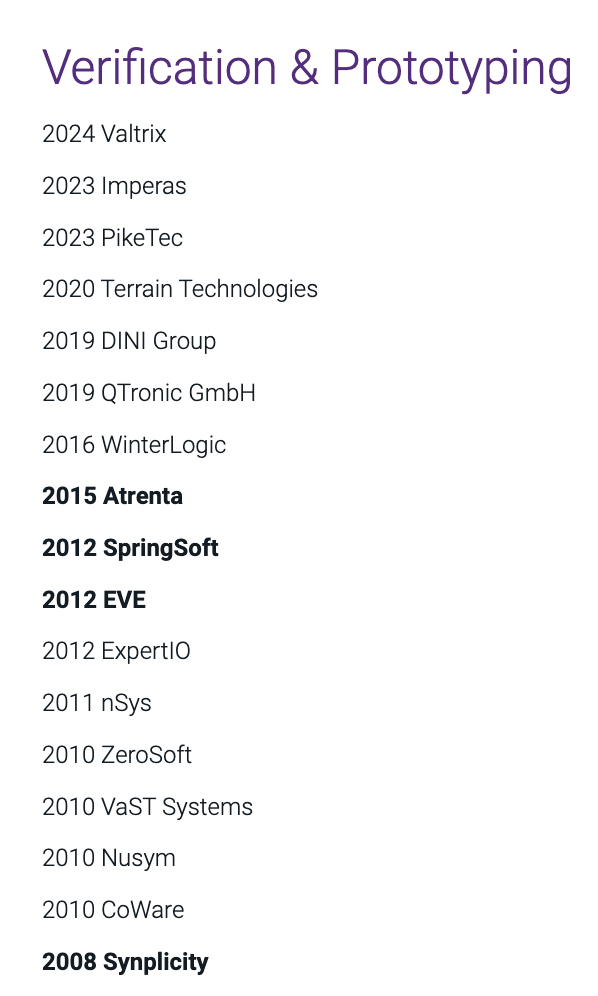 Verification & Prototyping
2024 Valtrix
2023 Imperas
2023 PikeTec
2020 Terrain Technologies
2019 DINI Group
2019 QTronic GmbH
2016 WinterLogic
2015 Atrenta
2012 SpringSoft
2012 EVE
2012 ExpertIO
2011 nSys
2010 ZeroSoft
2010 VaST Systems
2010 Nusym
2010 CoWare
2008 Synplicity